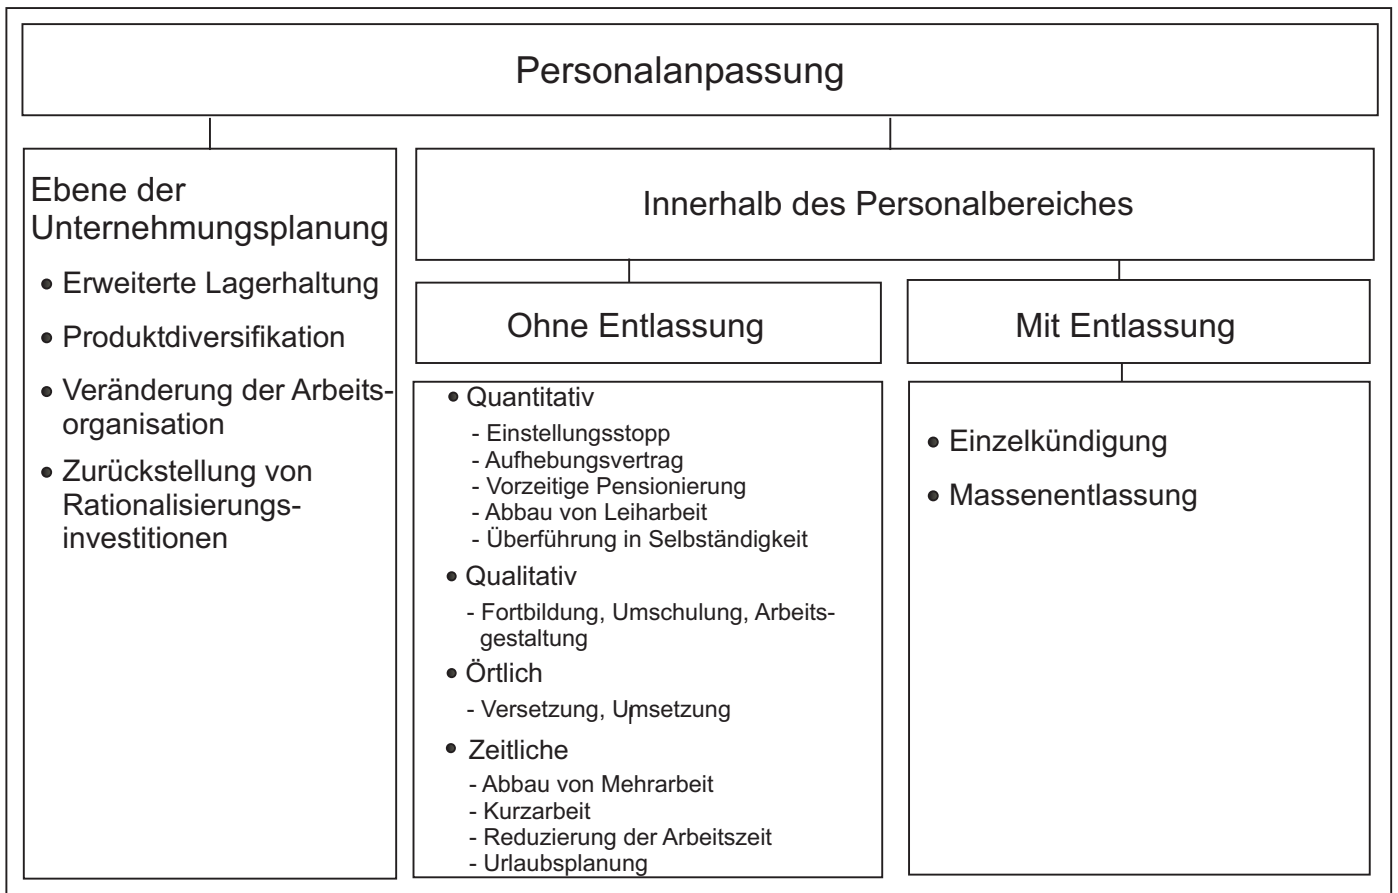 Personalanpassung
Ebene der
Unternehmungsplanung
• Erweiterte Lagerhaltung
• Produktdiversifikation
• Veränderung der Arbeits-
organisation
• Zurückstellung von
Rationalisierungs-
investitionen
Innerhalb des Personalbereiches
Ohne Entlassung
• Quantitativ
- Einstellungsstopp
- Aufhebungsvertrag
- Vorzeitige Pensionierung
- Abbau von Leiharbeit
- Überführung in Selbständigkeit
• Qualitativ
- Fortbildung, Umschulung, Arbeits-
gestaltung
• Örtlich
- Versetzung, Umsetzung
• Zeitliche
- Abbau von Mehrarbeit
- Kurzarbeit
- Reduzierung der Arbeitszeit
- Urlaubsplanung
Mit Entlassung
• Einzelkündigung
• Massenentlassung